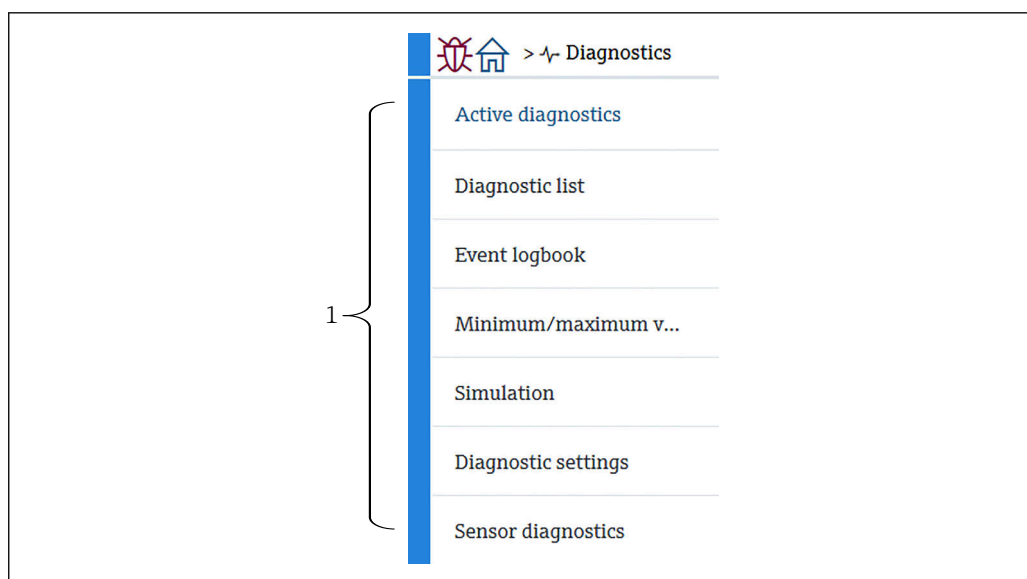 > Diagnostics
Active diagnostics
Diagnostic list
Event logbook
1
Minimum/maximum v...
Simulation
Diagnostic settings
Sensor diagnostics